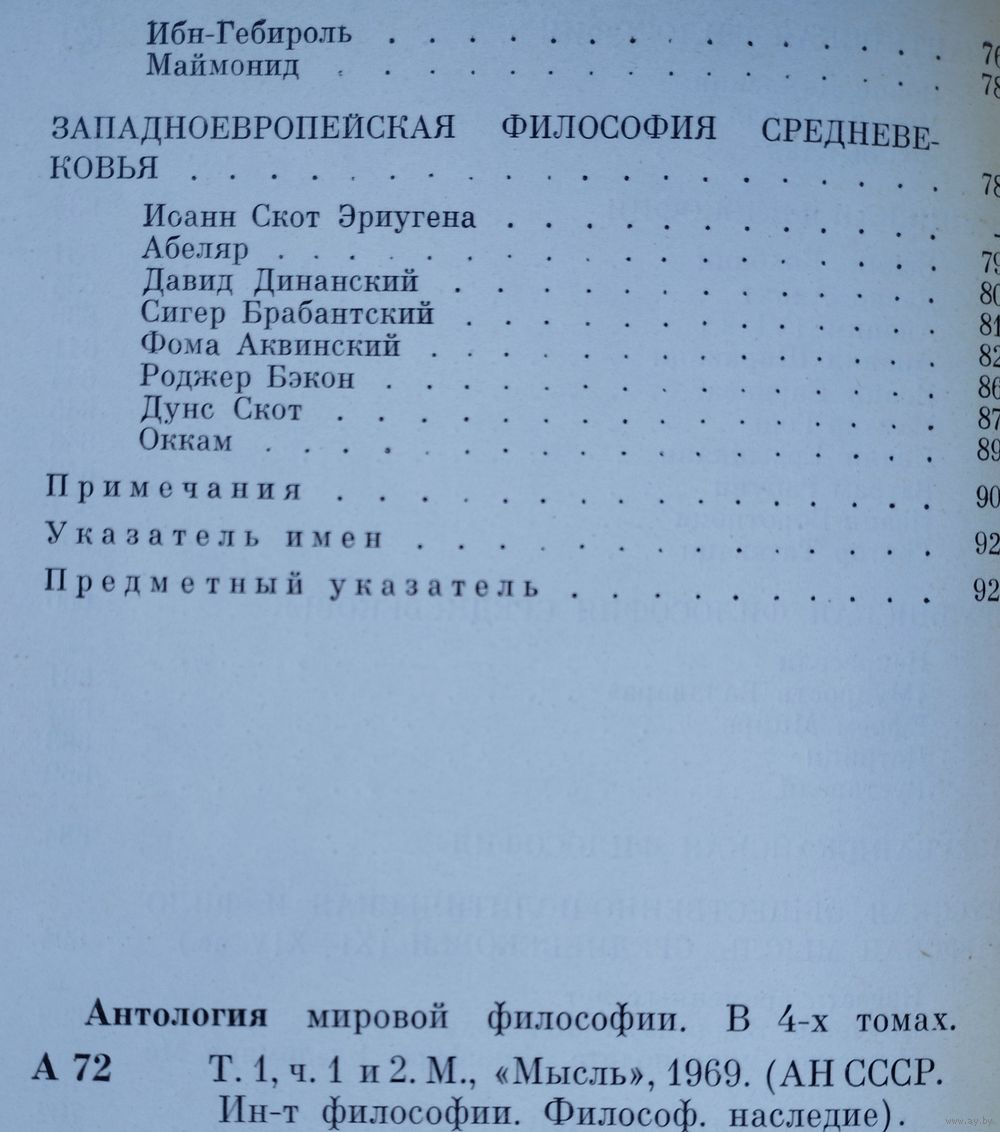 Ибн-Гебироль . . . . . . . . . . . . . . 76
Маймонид . . . . . . . . . . . . . . 78
ЗАПАДНОЕВРОПЕЙСКАЯ ФИЛОСОФИЯ СРЕДНЕВЕ-
КОВЬЯ . . . . . . . . . . . . . . . . . . . 78
Иоанн Скот Эриугена . . . . . . . . . . . -
Абеляр . . . . . . . . . . . . . . . . . 79
Давид Динанский . . . . . . . . . . . . 80
Сигер Брабантский . . . . . . . . . . . . 81
Фома Аквинский . . . . . . . . . . . . . 82
Роджер Бэкон . . . . . . . . . . . . . . 86
Дунс Скот . . . . . . . . . . . . . . . 87
Оккам . . . . . . . . . . . . . . . . . 89
Примечания . . . . . . . . . . . . . . . 90
Указатель имен . . . . . . . . . . . . . 92
Предметный указатель . . . . . . . . . 92
Антология мировой философии. В 4-х томах.
А 72 Т. 1, ч. 1 и 2. М., «Мысль», 1969. (АН СССР.
Ин-т философии. Философ. наследие).
www.ay.by